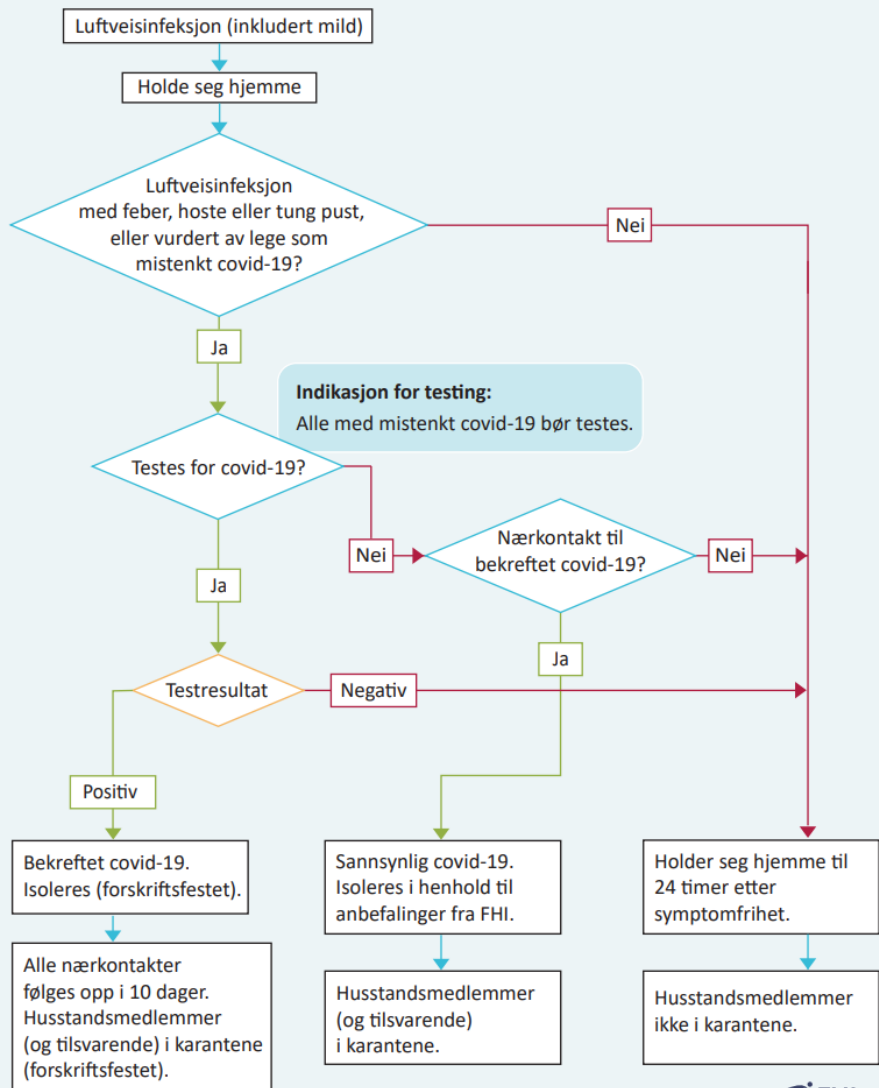 Luftveisinfeksjon (inkludert mild)
Holde seg hjemme
Luftveisinfeksjon
med feber, hoste eller tung pust,
eller vurdert av lege som
mistenkt covid-19?
Nei
Ja
Indikasjon for testing:
Alle med mistenkt covid-19 bør testes.
Testes for covid-19?
Nærkontakt til
bekreftet covid-19?
Nei
Nei
Ja
Ja
Testresultat
Negativ
Positiv
Bekreftet covid-19.
Isoleres (forskriftsfestet).
Sannsynlig covid-19.
Isoleres i henhold til
anbefalinger fra FHI.
Holder seg hjemme til
24 timer etter
symptomfrihet.
Alle nærkontakter
følges opp i 10 dager.
Husstandsmedlemmer
(og tilsvarende) i karantene
(forskriftsfestet).
Husstandsmedlemmer
(og tilsvarende)
i karantene.
Husstandsmedlemmer
ikke i karantene.